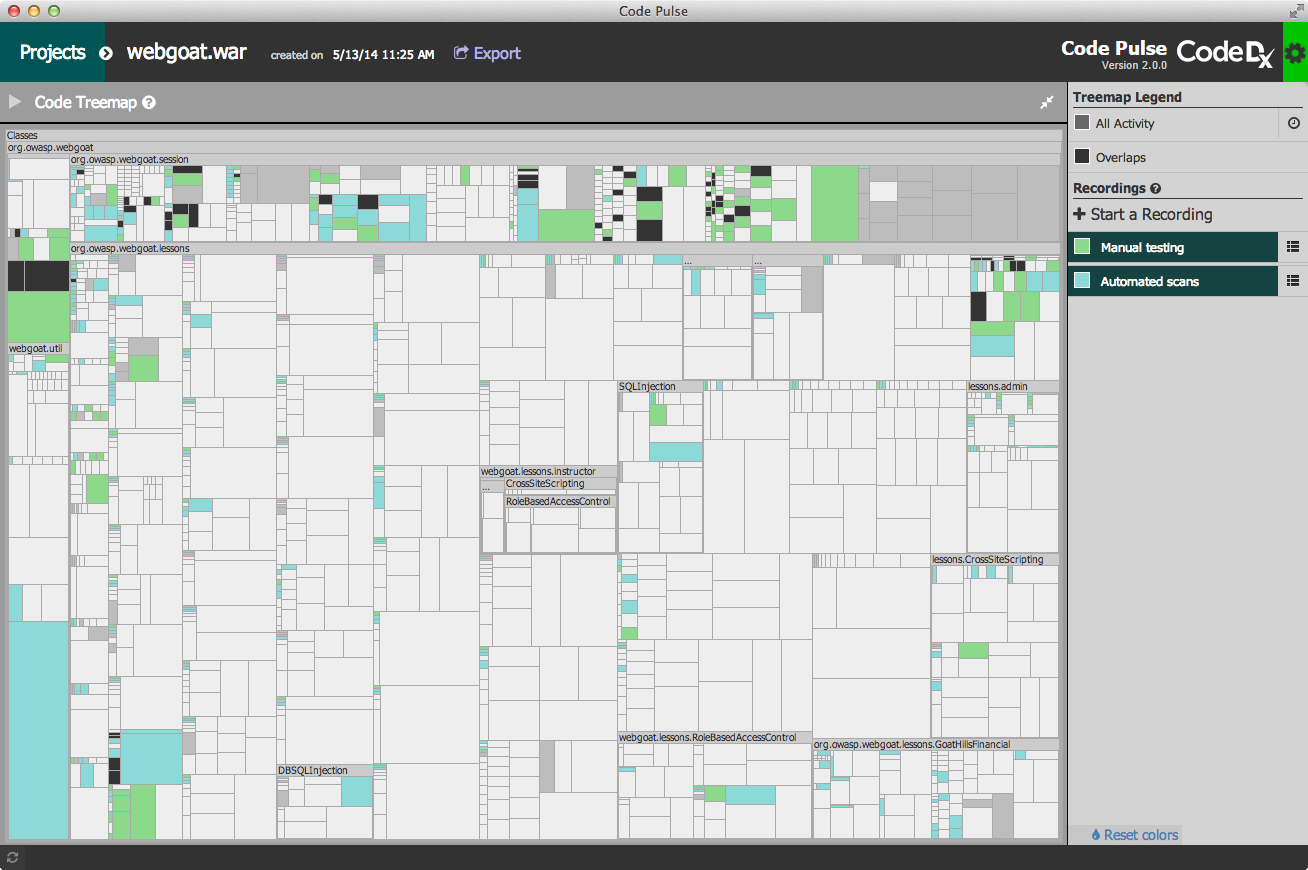 Code Pulse
Projects webgoat.war created on 5/13/14 11:25 AM Export
Code Pulse
Version 2.0.0
Code Dx
Code Treemap ?
Classes
org.owasp.webgoat
org.owasp.webgoat.session
org.owasp.webgoat.lessons
... ...
webgoat.util
SQLInjection
lessons.admin
webgoat.lessons.instructor
... CrossSiteScripting
RoleBasedAccessControl
lessons.CrossSiteScripting
webgoat.lessons.RoleBasedAccessControl
org.owasp.webgoat.lessons.GoatHillsFinancial
DBSQLInjection
Treemap Legend
All Activity
Overlaps
Recordings ?
+ Start a Recording
Manual testing
Automated scans
Reset colors